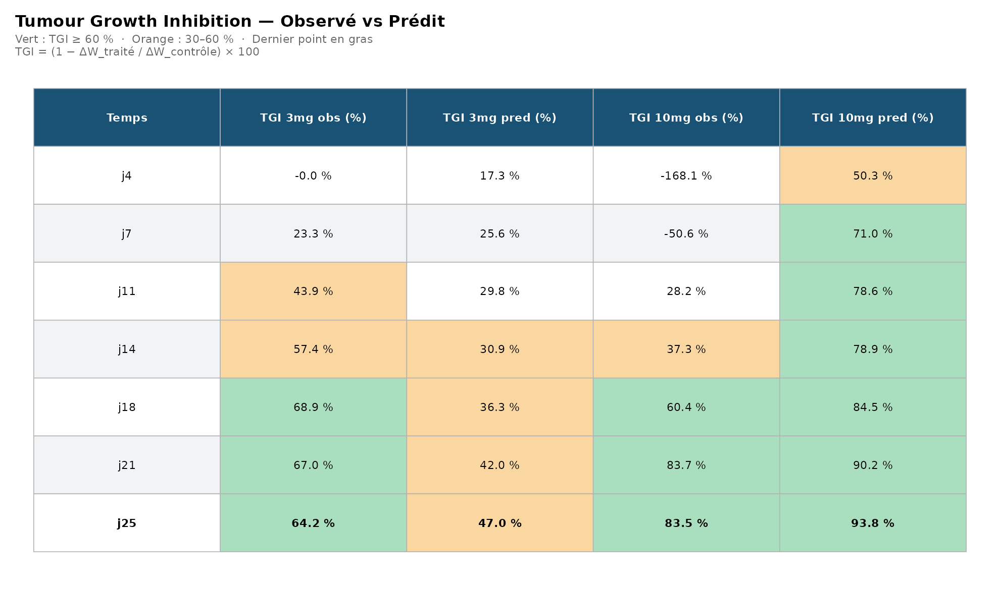 Tumour Growth Inhibition — Observé vs Prédit
Vert : TGI ≥ 60 %  ·  Orange : 30–60 %  ·  Dernier point en gras
TGI = (1 − ΔW_traité / ΔW_contrôle) × 100
Temps TGI 3mg obs (%) TGI 3mg pred (%) TGI 10mg obs (%) TGI 10mg pred (%)
j4 -0.0 % 17.3 % -168.1 % 50.3 %
j7 23.3 % 25.6 % -50.6 % 71.0 %
j11 43.9 % 29.8 % 28.2 % 78.6 %
j14 57.4 % 30.9 % 37.3 % 78.9 %
j18 68.9 % 36.3 % 60.4 % 84.5 %
j21 67.0 % 42.0 % 83.7 % 90.2 %
j25 64.2 % 47.0 % 83.5 % 93.8 %